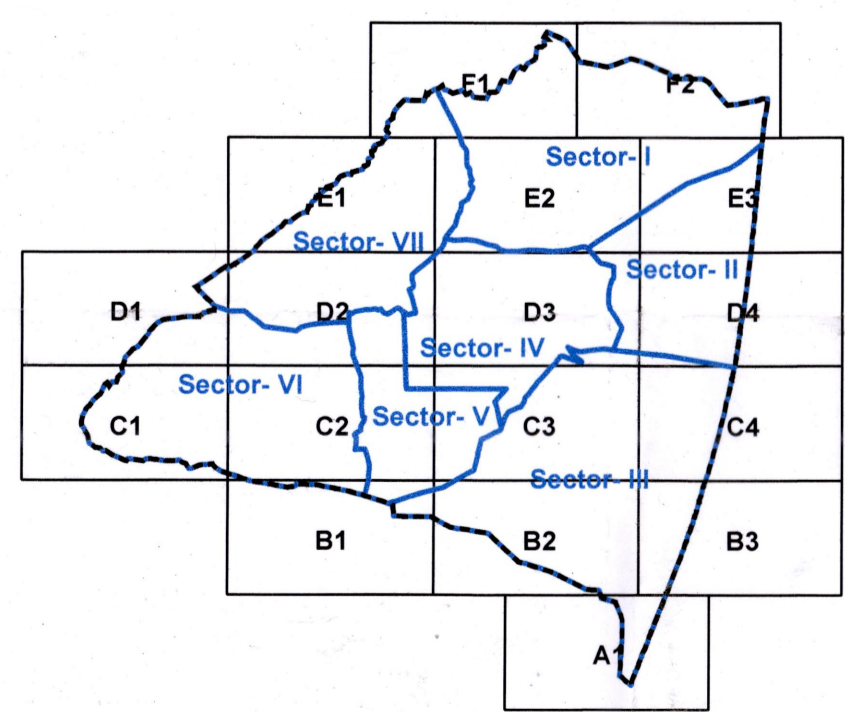 F1
F2
Sector- I
E1
E2
E3
Sector- VII
Sector- II
D1
D2
D3
D4
Sector- IV
Sector- VI
Sector- V
C1
C2
C3
C4
Sector- III
B1
B2
B3
A1